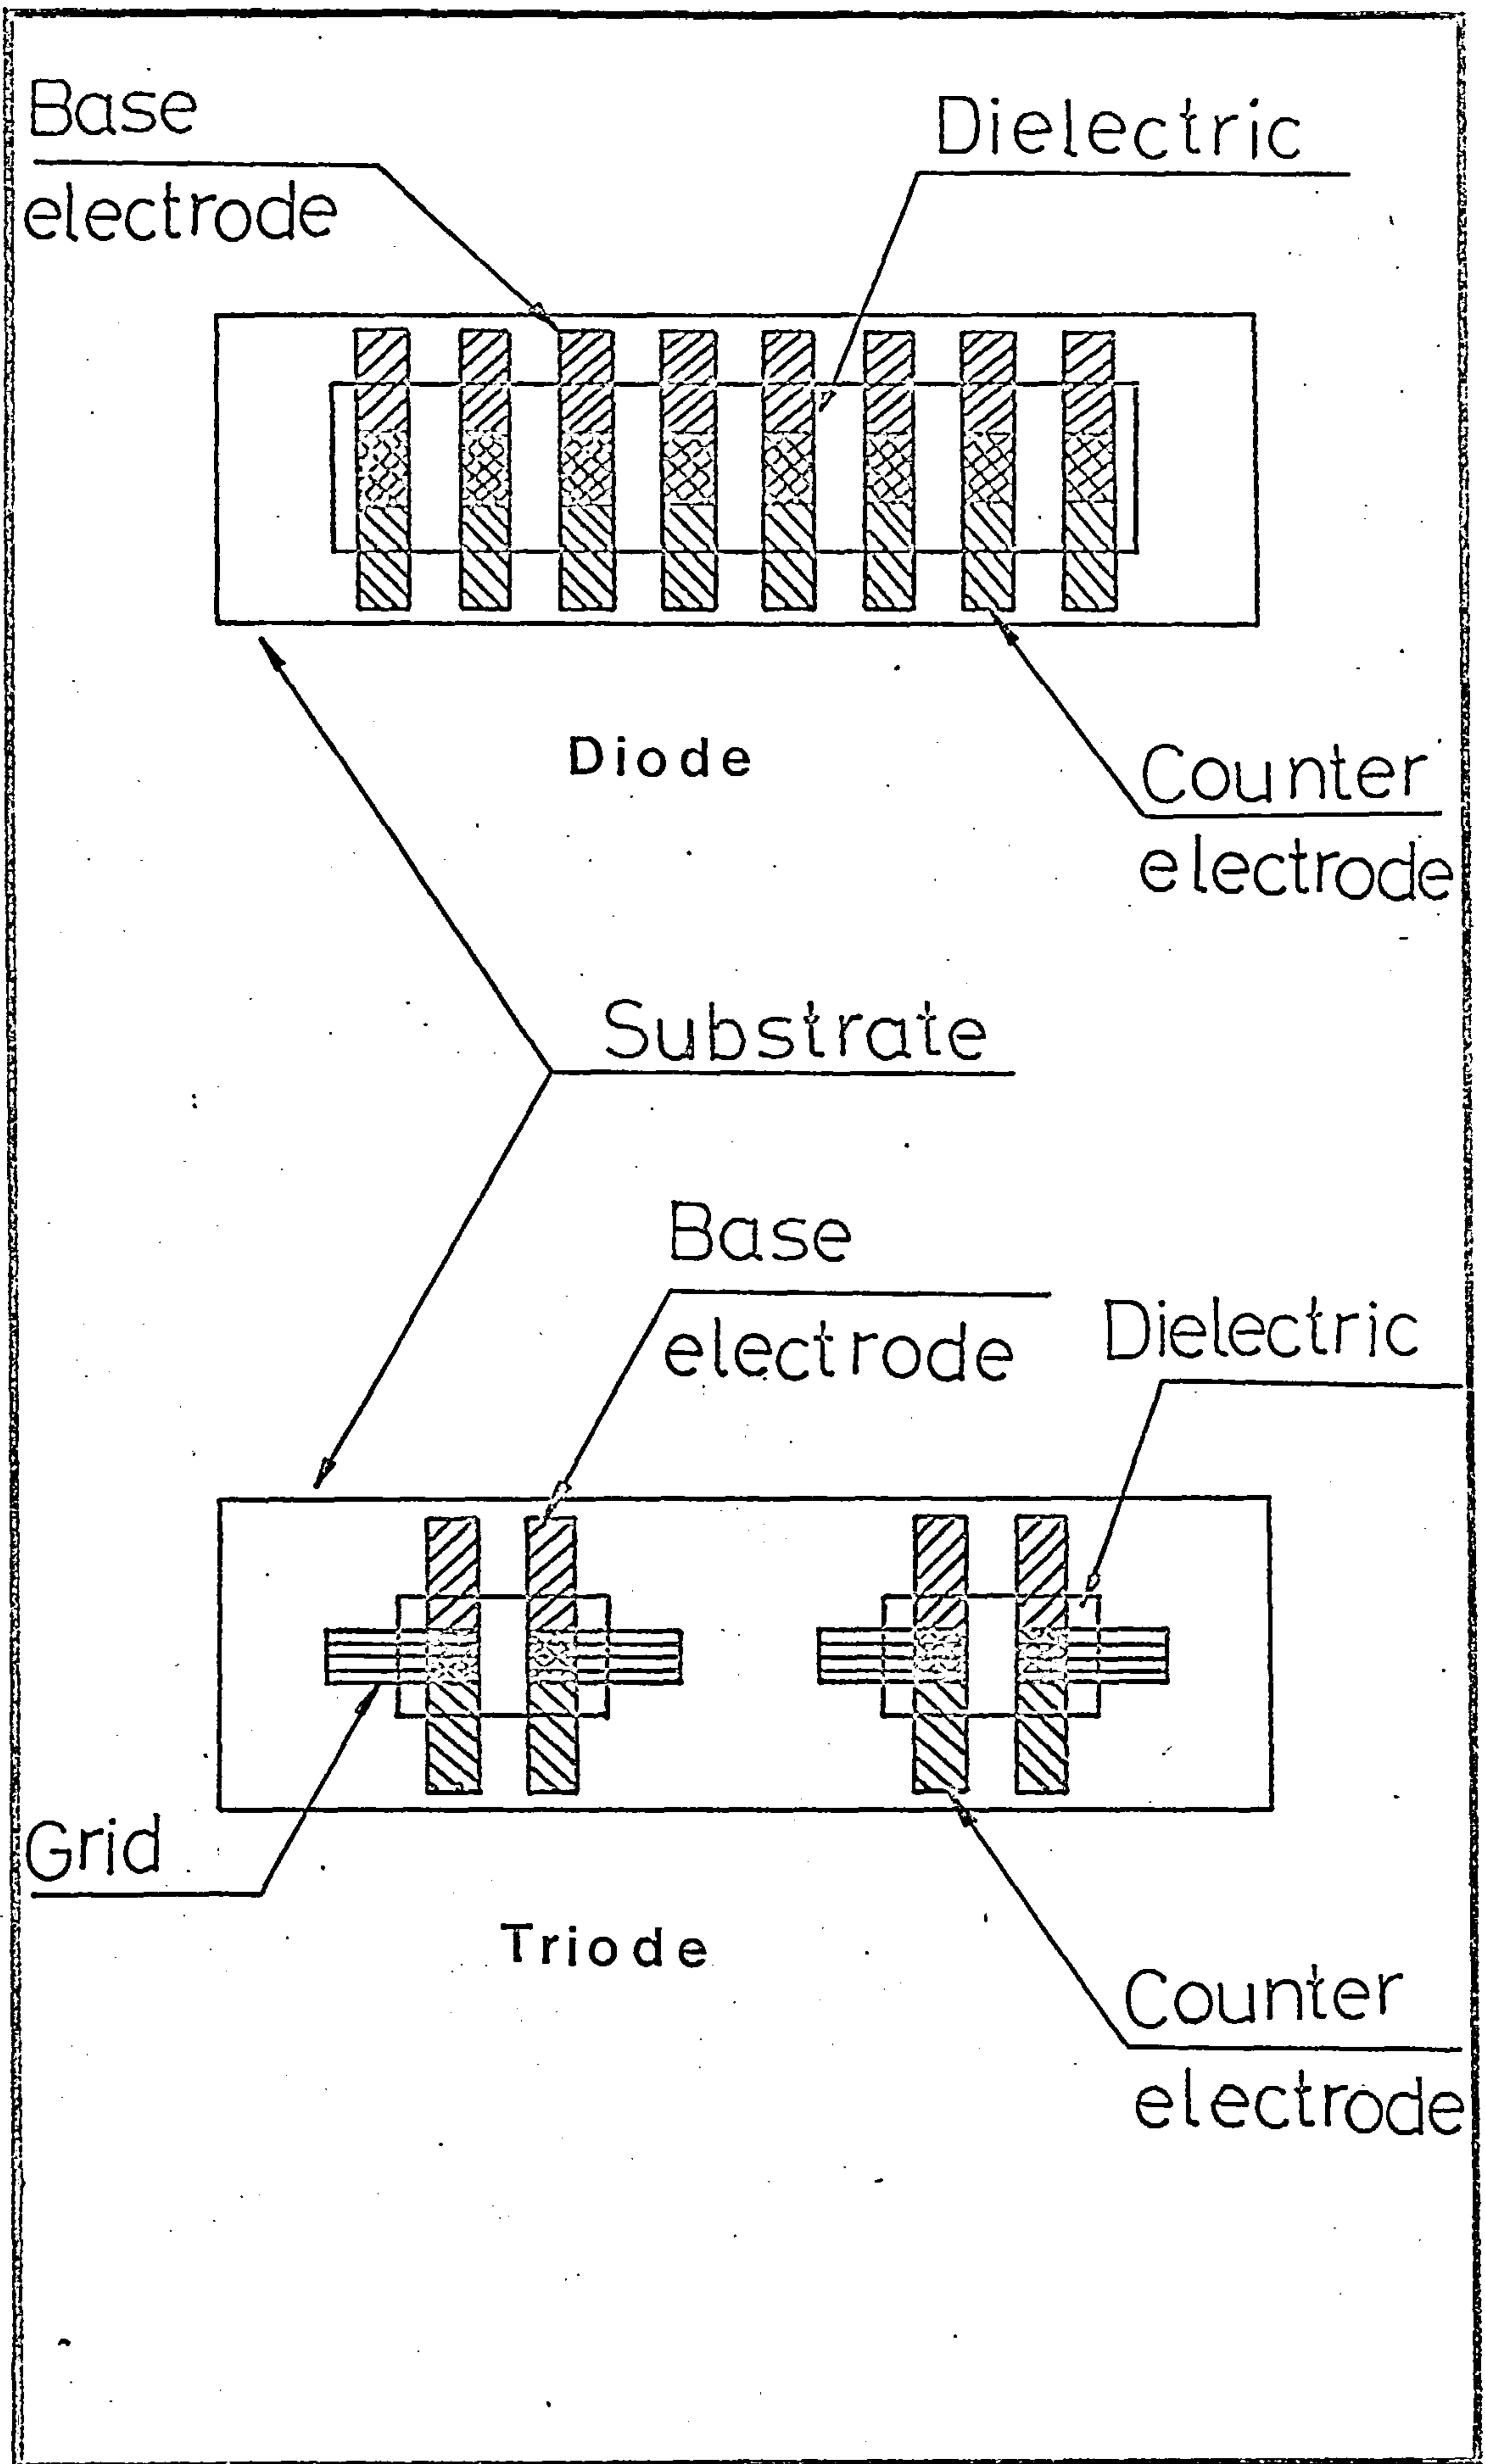 Base
electrode
Dielectric
Diode
Counter
electrode
Substrate
Base
electrode
Dielectric
Grid
Triode
Counter
electrode